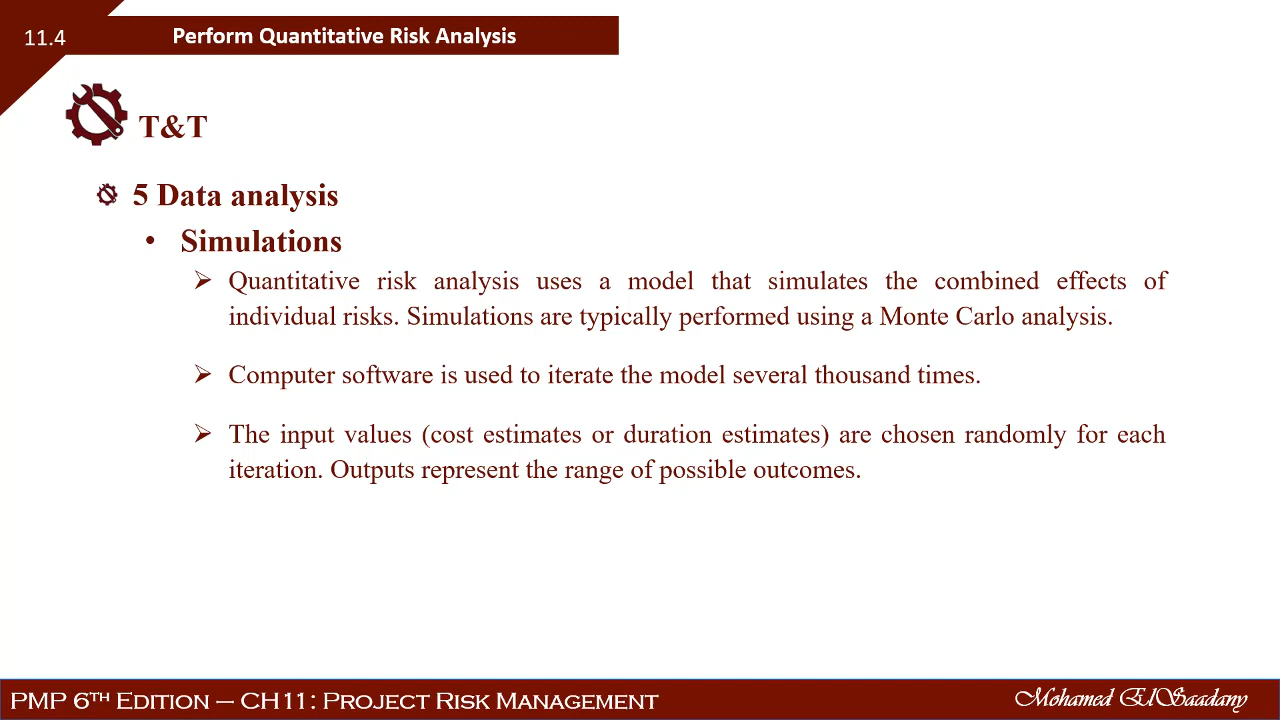 11.4
Perform Quantitative Risk Analysis
T&T
5 Data analysis
• Simulations
➢ Quantitative risk analysis uses a model that simulates the combined effects of
individual risks. Simulations are typically performed using a Monte Carlo analysis.
➢ Computer software is used to iterate the model several thousand times.
➢ The input values (cost estimates or duration estimates) are chosen randomly for each
iteration. Outputs represent the range of possible outcomes.
PMP 6TH Edition – CH11: Project Risk Management
Mohamed ElSaadany